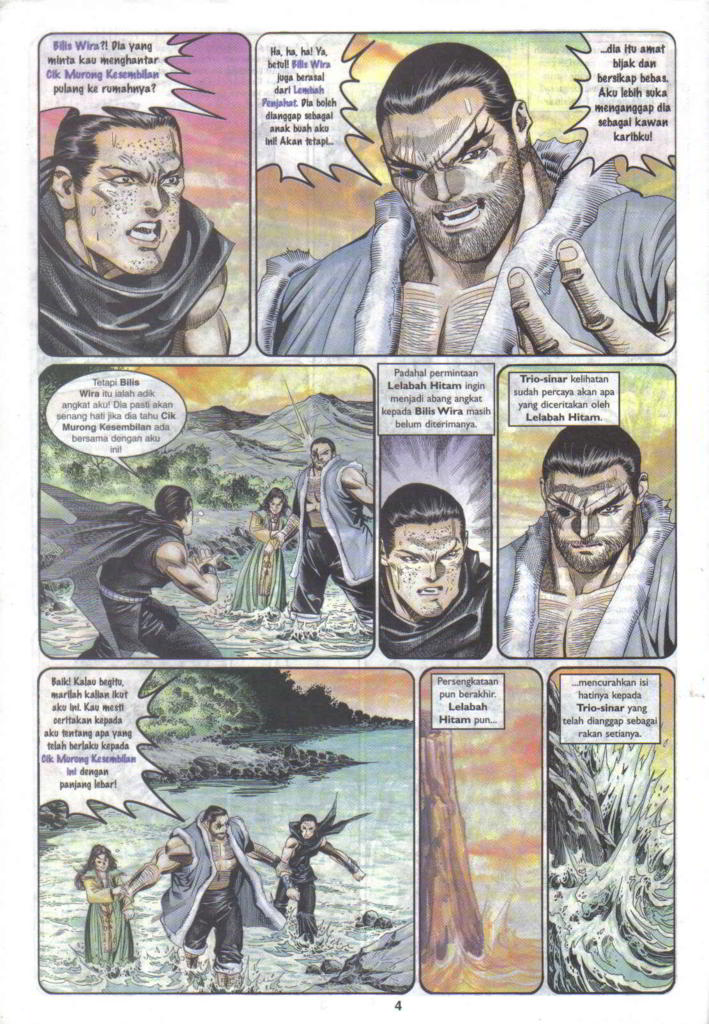 Bilis Wira?! Dia yang
minta kau menghantar
Cik Murong Kesembilan
pulang ke rumahnya?
Ha, ha, ha! Ya,
betul! Bilis Wira
juga berasal
dari Lembah
Penjahat. Dia boleh
dianggap sebagai
anak buah aku
ini! Akan tetapi...
...dia itu amat
bijak dan
bersikap bebas.
Aku lebih suka
menganggap dia
sebagai kawan
karibku!
Tetapi Bilis
Wira itu ialah adik
angkat aku! Dia pasti akan
senang hati jika dia tahu Cik
Murong Kesembilan ada
bersama dengan aku
ini!
Padahal permintaan
Lelabah Hitam ingin
menjadi abang angkat
kepada Bilis Wira masih
belum diterimanya.
Trio-sinar kelihatan
sudah percaya akan apa
yang diceritakan oleh
Lelabah Hitam.
Baik! Kalau begitu,
marilah kalian ikut
aku ini. Kau mesti
ceritakan kepada
aku tentang apa yang
telah berlaku kepada
Cik Murong Kesembilan
ini dengan
panjang lebar!
Persengkataan
pun berakhir.
Lelabah
Hitam pun...
...mencurahkan isi
hatinya kepada
Trio-sinar yang
telah dianggap sebagai
rakan setianya.
4